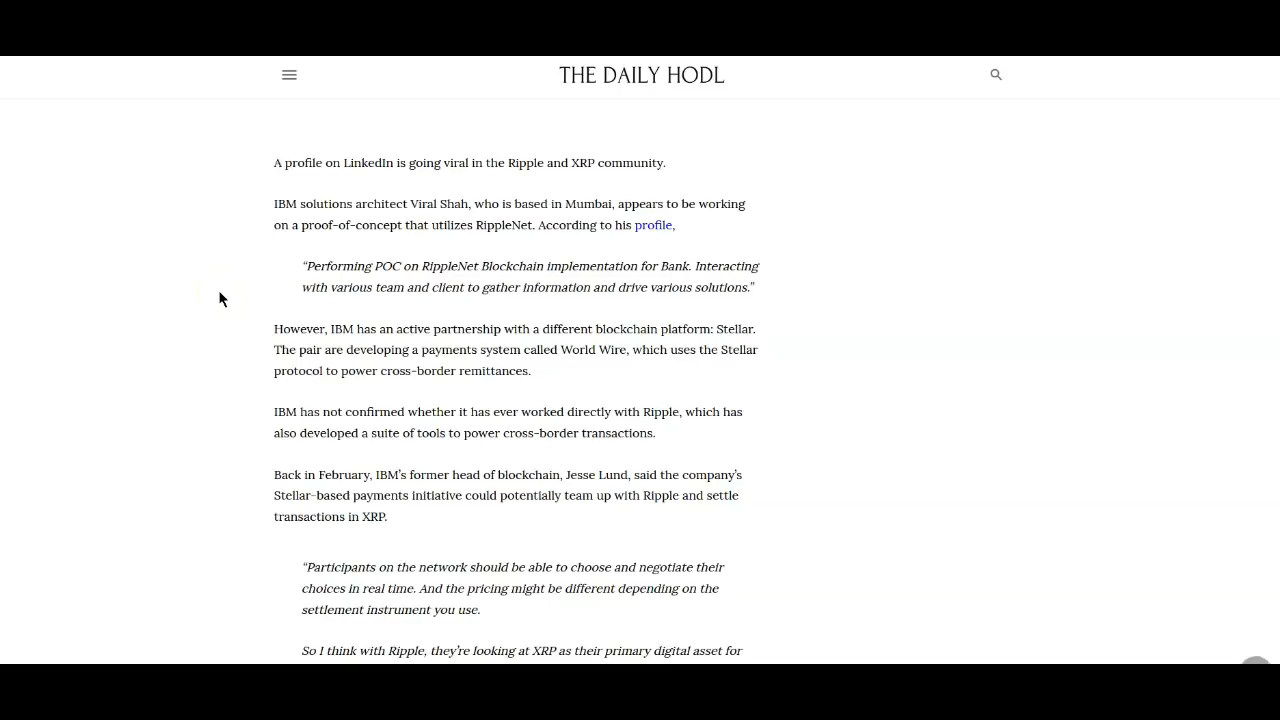 THE DAILY HODL
A profile on LinkedIn is going viral in the Ripple and XRP community.
IBM solutions architect Viral Shah, who is based in Mumbai, appears to be working
on a proof-of-concept that utilizes RippleNet. According to his profile,
“Performing POC on RippleNet Blockchain implementation for Bank. Interacting
with various team and client to gather information and drive various solutions.”
However, IBM has an active partnership with a different blockchain platform: Stellar.
The pair are developing a payments system called World Wire, which uses the Stellar
protocol to power cross-border remittances.
IBM has not confirmed whether it has ever worked directly with Ripple, which has
also developed a suite of tools to power cross-border transactions.
Back in February, IBM’s former head of blockchain, Jesse Lund, said the company’s
Stellar-based payments initiative could potentially team up with Ripple and settle
transactions in XRP.
“Participants on the network should be able to choose and negotiate their
choices in real time. And the pricing might be different depending on the
settlement instrument you use.
So I think with Ripple, they’re looking at XRP as their primary digital asset for